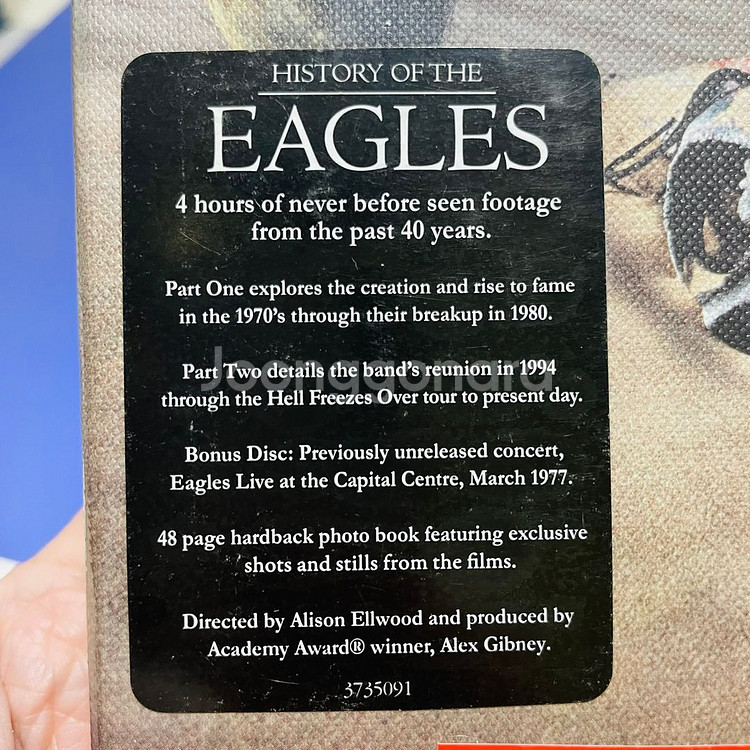 HISTORY OF THE
EAGLES
4 hours of never before seen footage
from the past 40 years.
Part One explores the creation and rise to fame
in the 1970's through their breakup in 1980.
Part Two details the band's reunion in 1994
Joonggonara
through the Hell Freezes Over tour to present day.
Bonus Disc: Previously unreleased concert,
Eagles Live at the Capital Centre, March 1977.
48 page hardback photo book featuring exclusive
shots and stills from the films.
Directed by Alison Ellwood and produced by
Academy Award® winner, Alex Gibney.
3735091